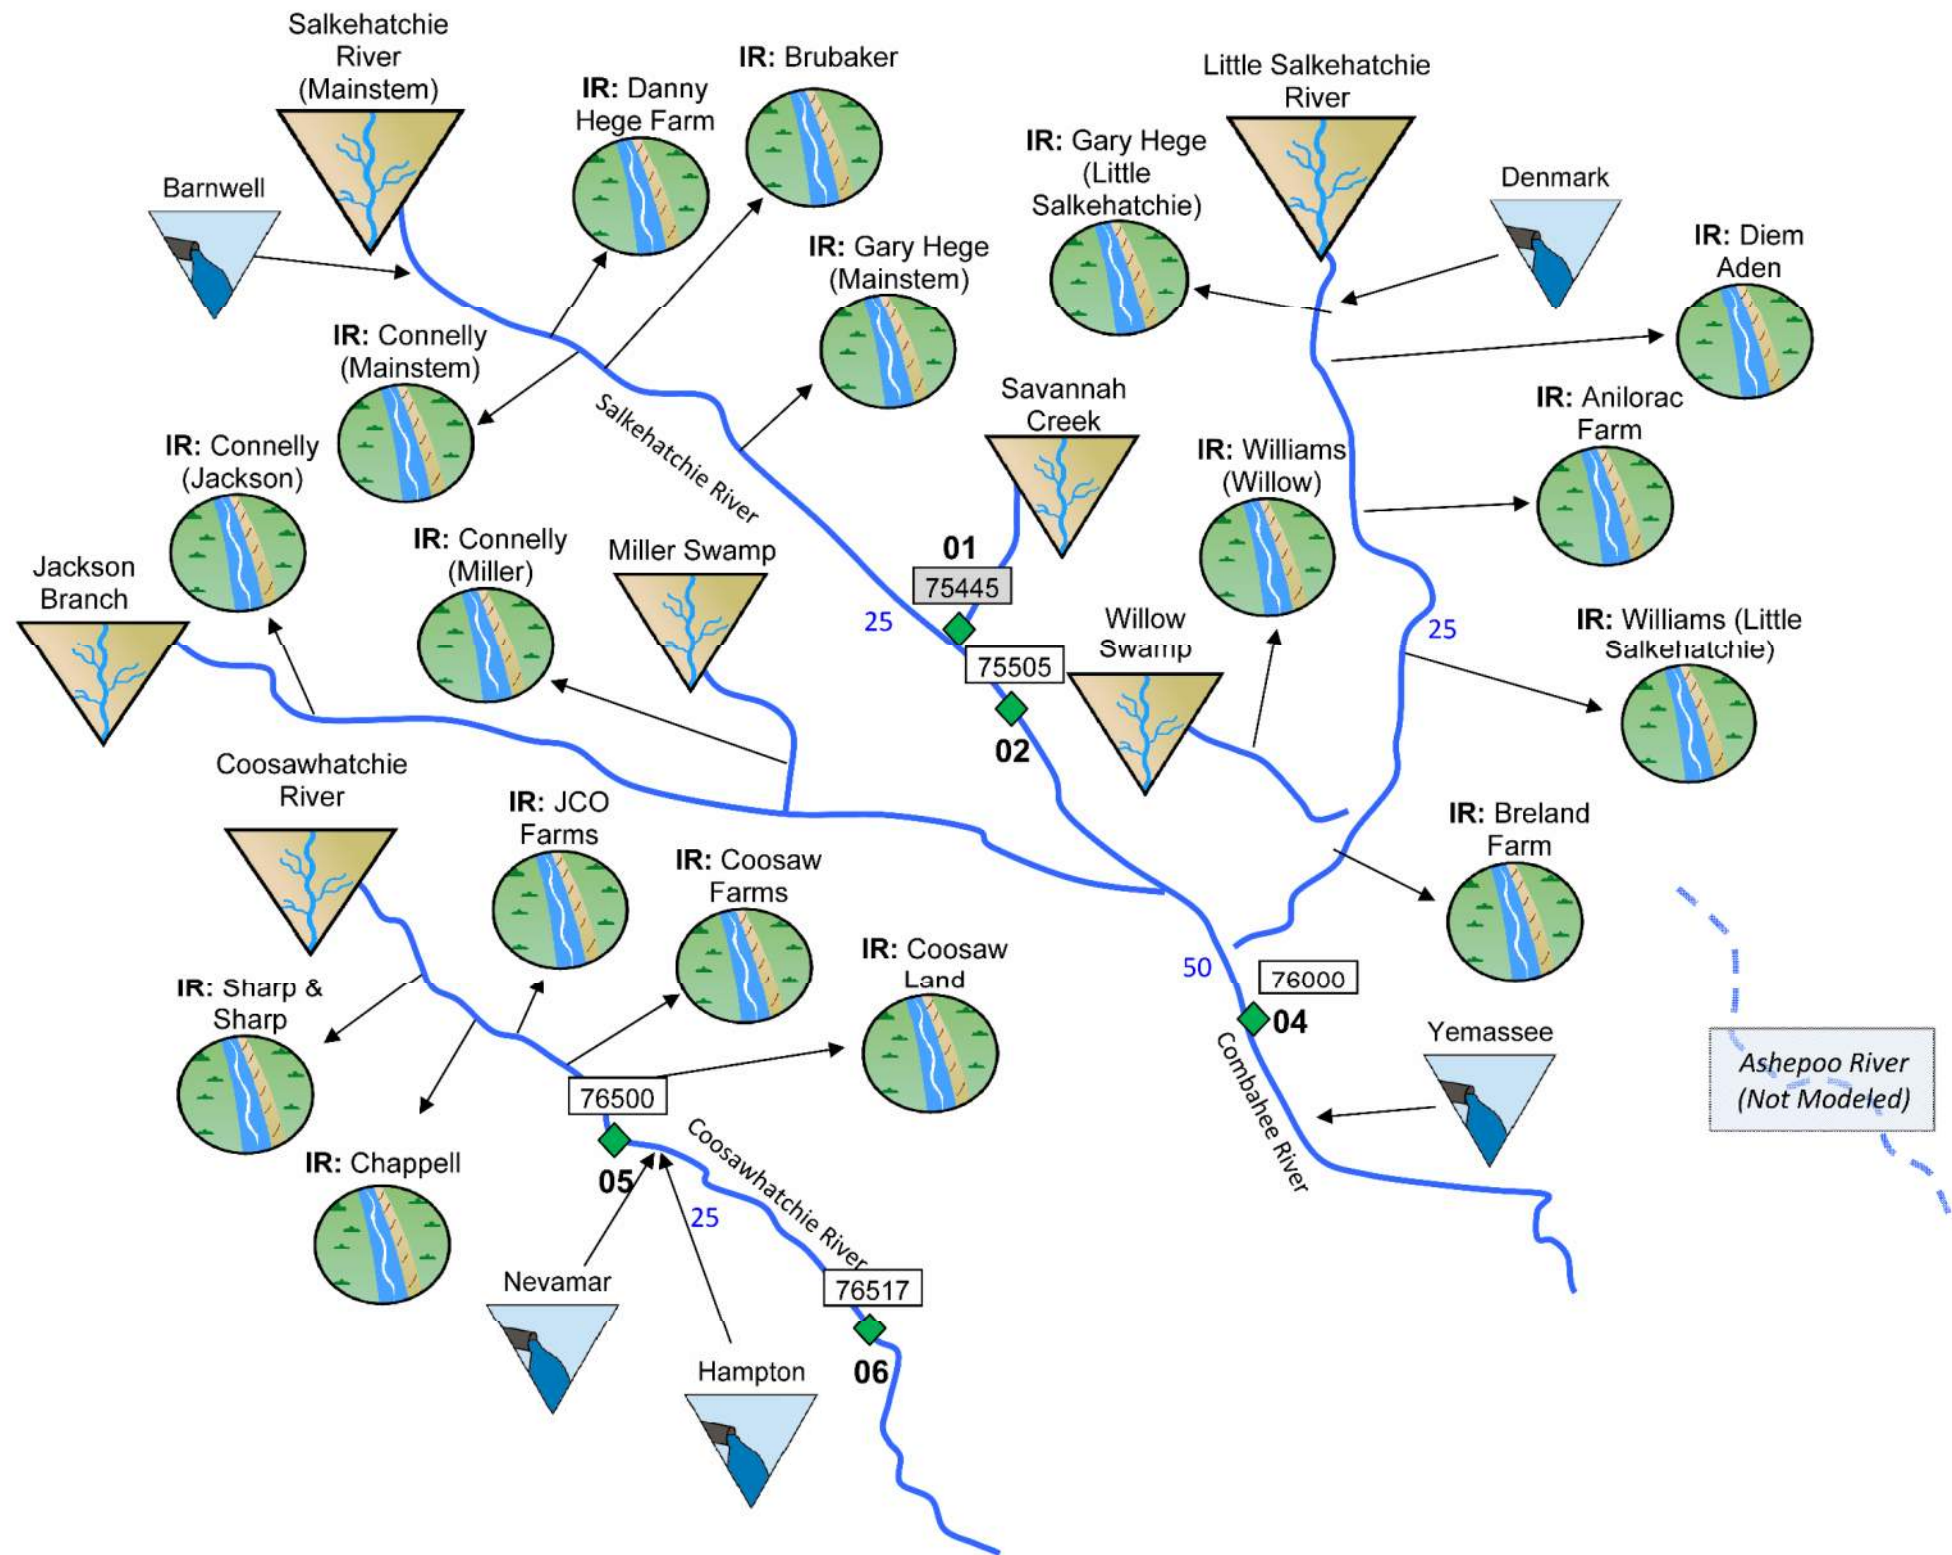 Salkehatchie
River
(Mainstem)
IR: Danny
Hege Farm
IR: Brubaker
Little Salkehatchie
River
IR: Gary Hege
(Little
Salkehatchie)
Barnwell
Denmark
IR: Diem
Aden
IR: Gary Hege
(Mainstem)
IR: Connelly
(Mainstem)
Salkehatchie River
Savannah
Creek
IR: Anilorac
Farm
IR: Williams
(Willow)
IR: Connelly
(Jackson)
IR: Connelly
(Miller)
Miller Swamp
Jackson
Branch
01
75445
25
75505
02
Willow
Swamp
25
IR: Williams (Little
Salkehatchie)
Coosawhatchie
River
IR: JCO
Farms
IR: Coosaw
Farms
IR: Coosaw
Land
IR: Breland
Farm
50
76000
04
IR: Sharp &
Sharp
Combahee River
Yemassee
Ashepoo River
(Not Modeled)
76500
05
Coosawhatchie River
25
IR: Chappell
Nevamar
76517
06
Hampton